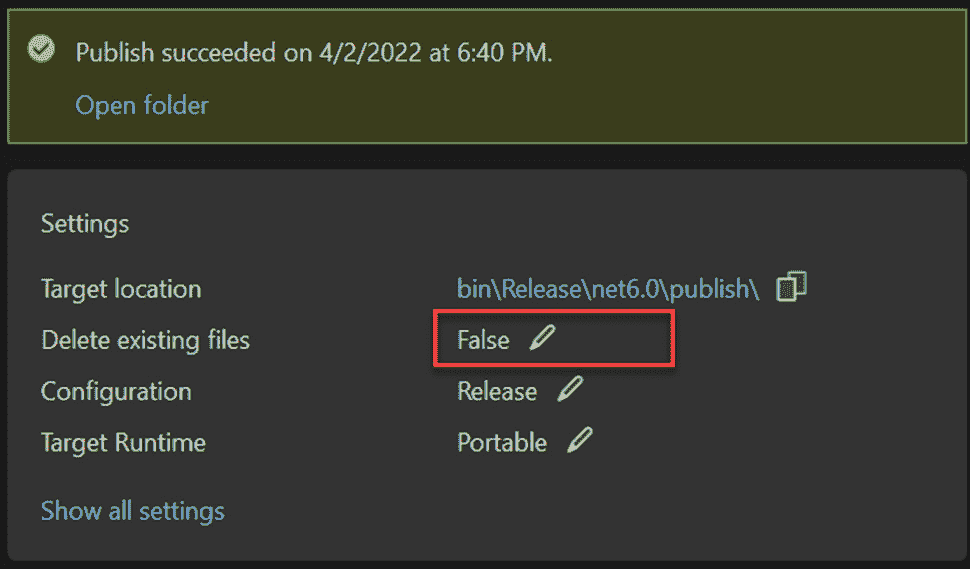 Publish succeeded on 4/2/2022 at 6:40 PM.
Open folder
Settings
Target location bin\Release\net6.0\publish\
Delete existing files False
Configuration Release
Target Runtime Portable
Show all settings